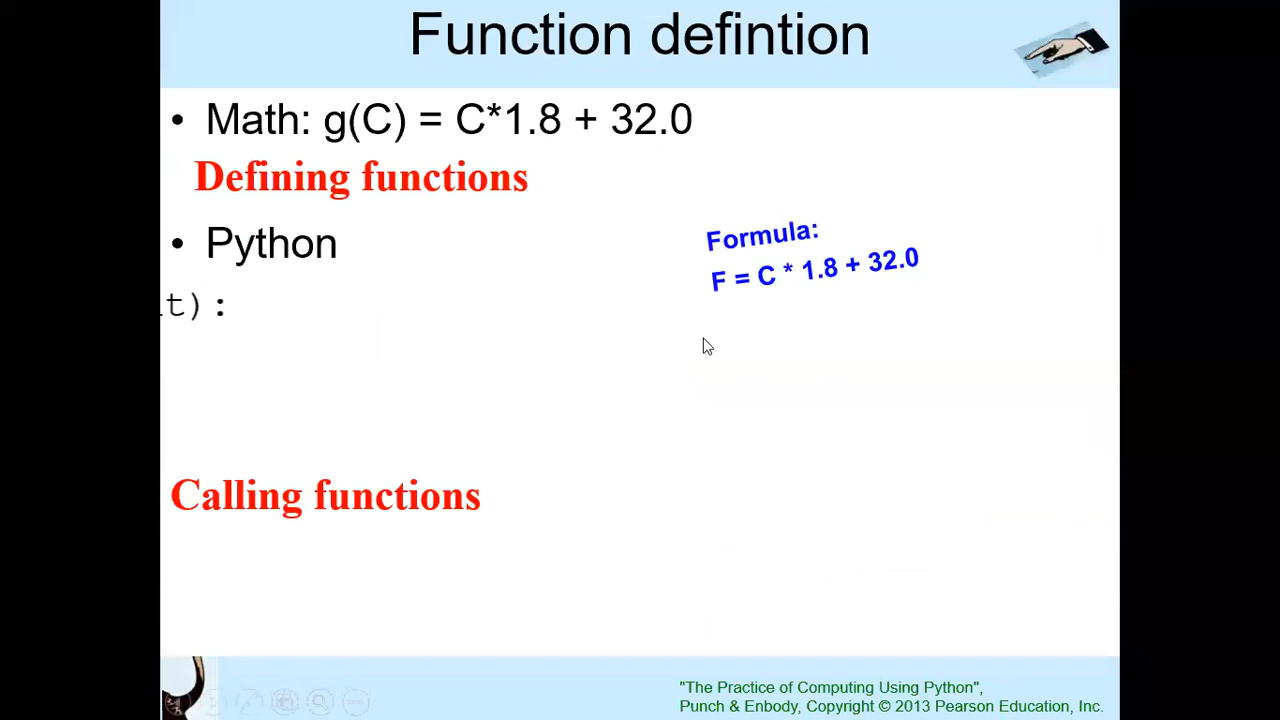 Function defintion
• Math: g(C) = C*1.8 + 32.0
Defining functions
• Python
Formula:
F = C * 1.8 + 32.0
t):
Calling functions
"The Practice of Computing Using Python",
Punch & Enbody, Copyright © 2013 Pearson Education, Inc.